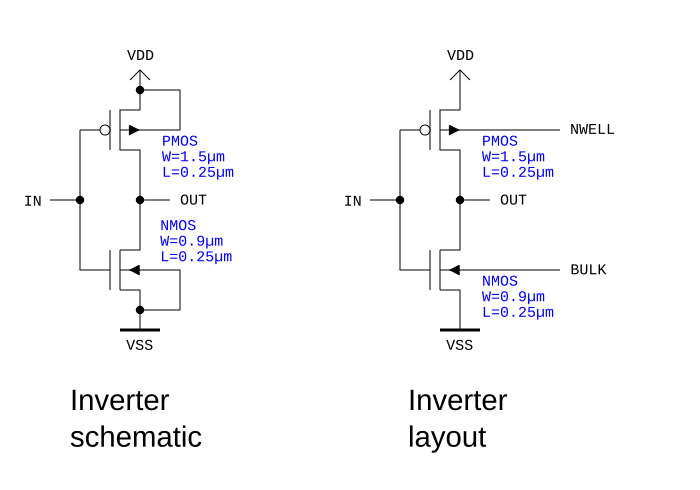 VDD
PMOS
W=1.5µm
L=0.25µm
IN
OUT
NMOS
W=0.9µm
L=0.25µm
VSS
Inverter
schematic
VDD
NWELL
PMOS
W=1.5µm
L=0.25µm
IN
OUT
BULK
NMOS
W=0.9µm
L=0.25µm
VSS
Inverter
layout